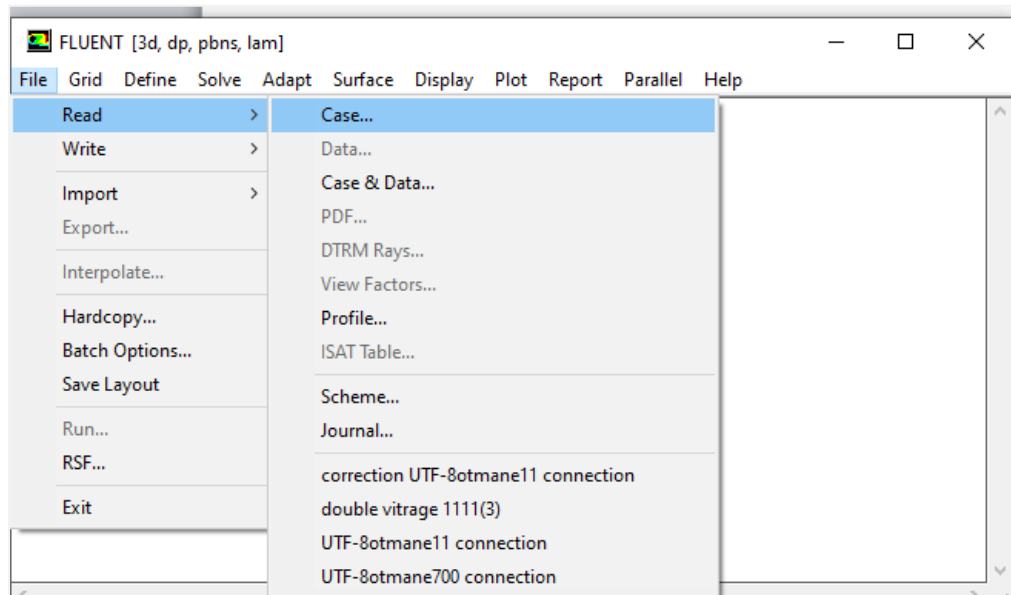 FLUENT [3d, dp, pbns, lam]
File Grid Define Solve Adapt Surface Display Plot Report Parallel Help
Read
Write
Import
Export...
Interpolate...
Hardcopy...
Batch Options...
Save Layout
Run...
RSF...
Exit
Case...
Data...
Case & Data...
PDF...
DTRM Rays...
View Factors...
Profile...
ISAT Table...
Scheme...
Journal...
correction UTF-8otmane11 connection
double vitrage 1111(3)
UTF-8otmane11 connection
UTF-8otmane700 connection